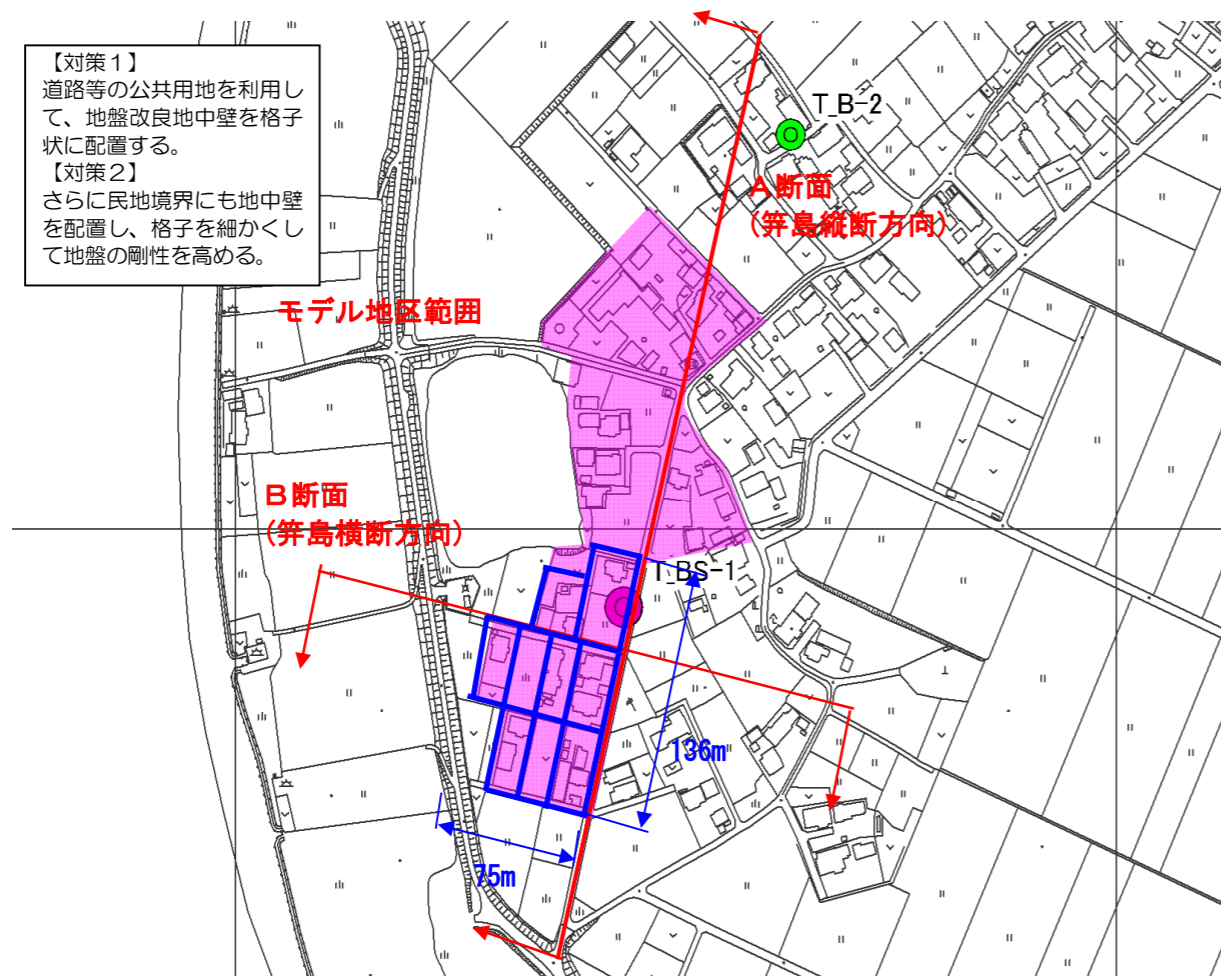 【対策１】
道路等の公共用地を利用し
て、地盤改良地中壁を格子
状に配置する。
【対策２】
さらに民地境界にも地中壁
を配置し、格子を細かくし
て地盤の剛性を高める。
T_B-2
A断面
(笄島縦断方向)
モデル地区範囲
B断面
(笄島横断方向)
T_BS-1
136m
75m